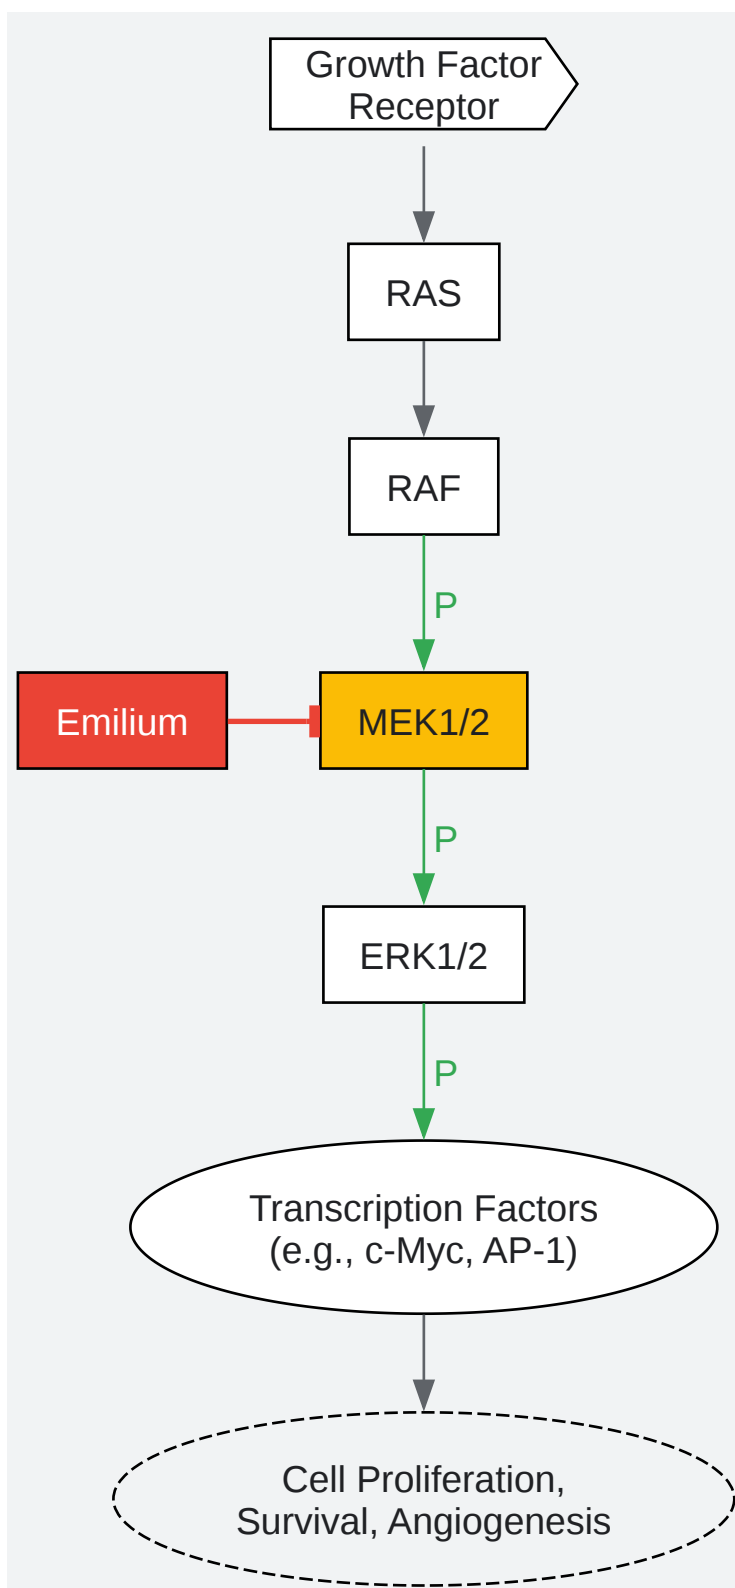 Growth Factor
Receptor
RAS
RAF
P
Emilium
MEK1/2
P
ERK1/2
P
Transcription Factors
(e.g., c-Myc, AP-1)
Cell Proliferation,
Survival, Angiogenesis